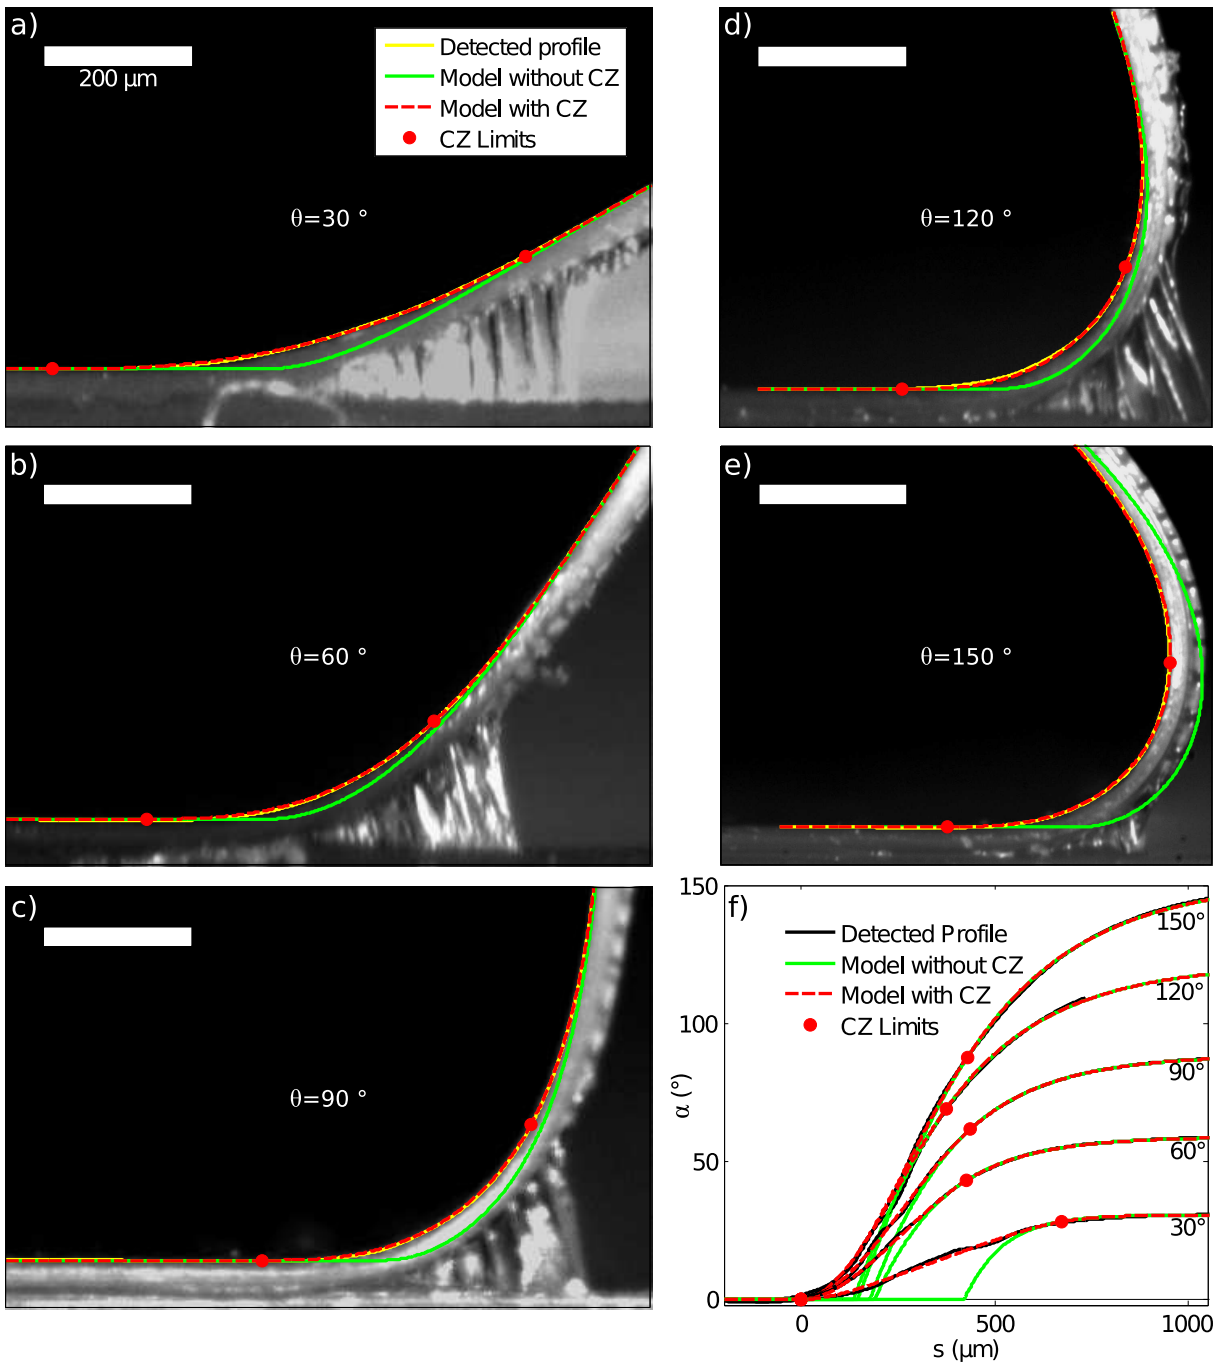 a)
200 µm
Detected profile
Model without CZ
Model with CZ
CZ Limits
θ=30 °
b)
θ=60 °
c)
θ=90 °
d)
θ=120 °
e)
θ=150 °
f)
Detected Profile
Model without CZ
Model with CZ
CZ Limits
150
100
50
0
α (°)
150°
120°
90°
60°
30°
0
500
1000
s (µm)